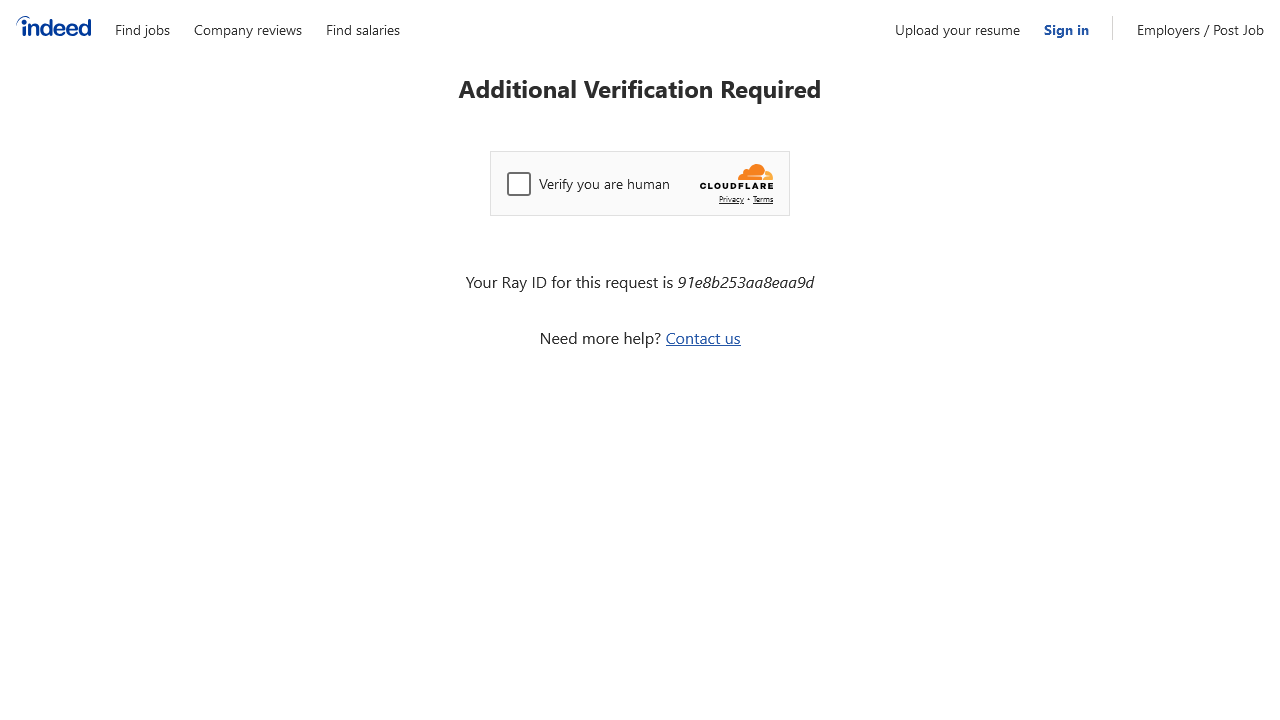 indeed Find jobs Company reviews Find salaries Upload your resume Sign in Employers / Post Job
Additional Verification Required
Verify you are human
CLOUDFLARE
Privacy • Terms
Your Ray ID for this request is 91e8b253aa8eaa9d
Need more help? Contact us